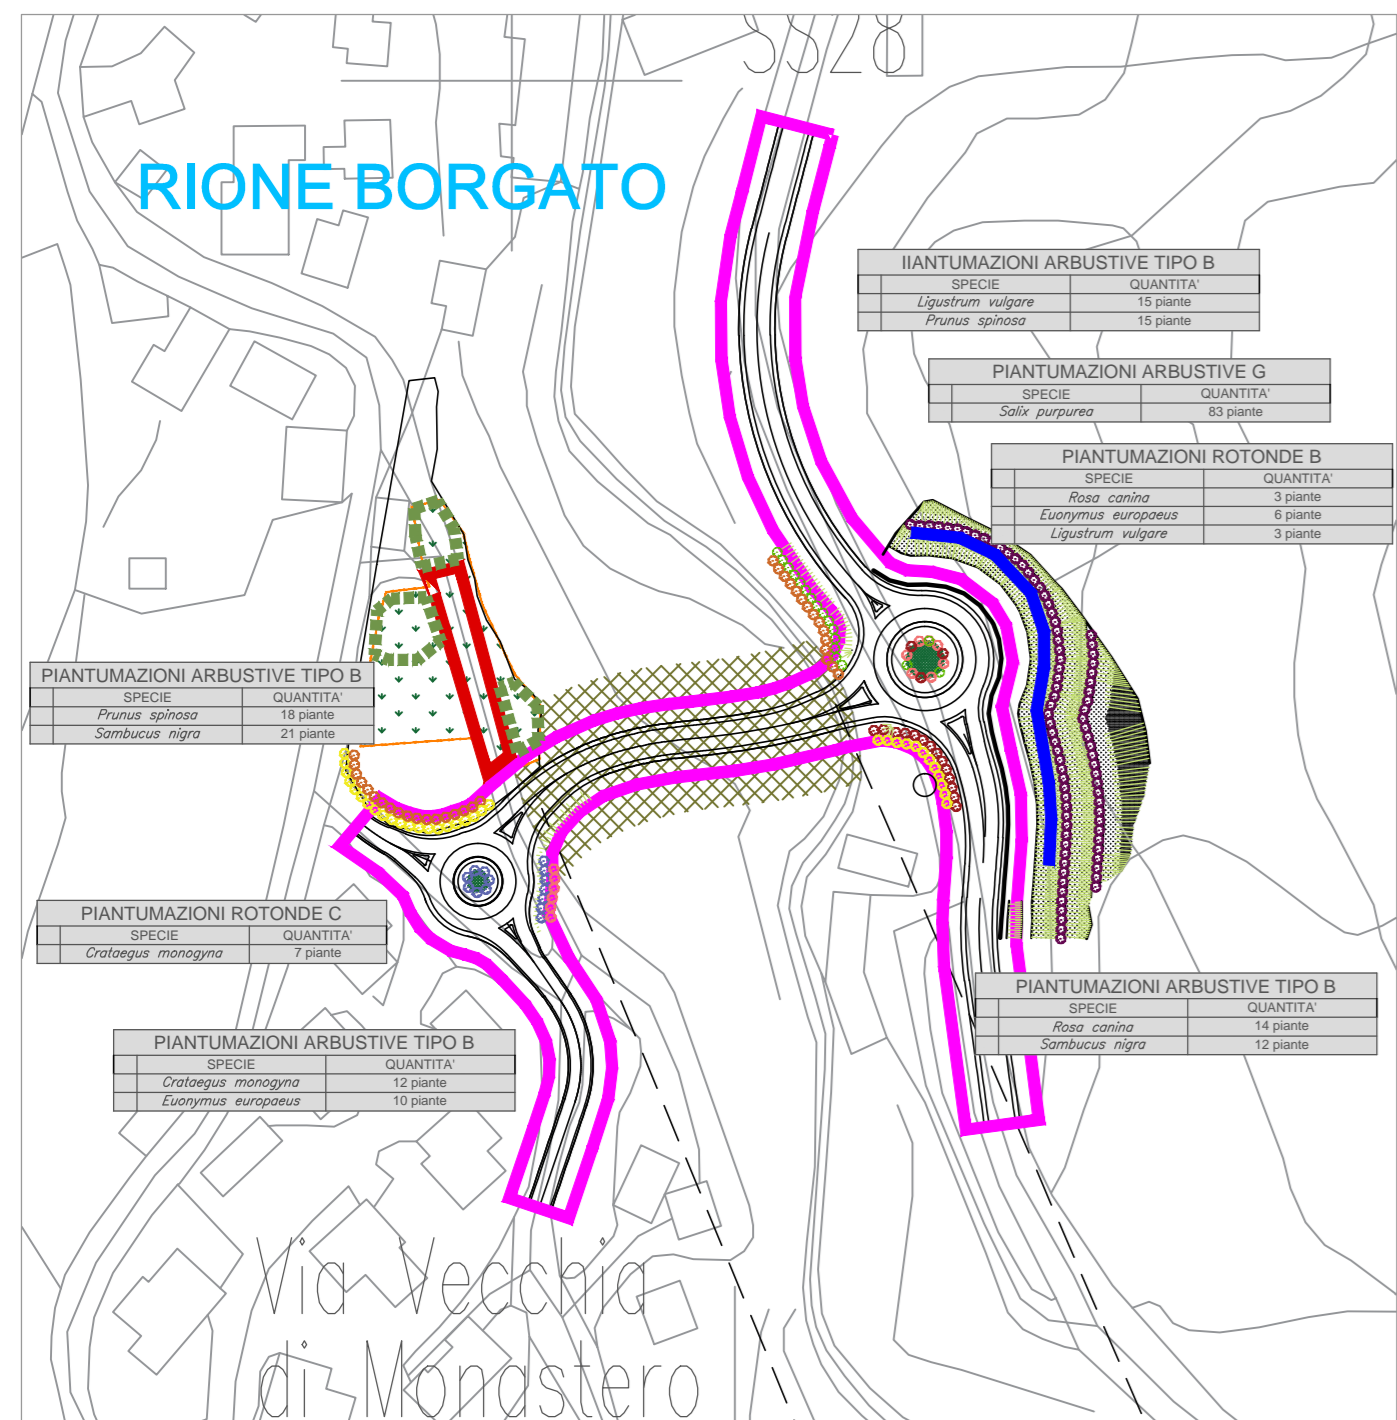 SS28
RIONE BORGATO
IIANTUMAZIONI ARBUSTIVE TIPO B
SPECIE QUANTITA'
Ligustrum vulgare 15 piante
Prunus spinosa 15 piante
PIANTUMAZIONI ARBUSTIVE G
SPECIE QUANTITA'
Salix purpurea 83 piante
PIANTUMAZIONI ROTONDE B
SPECIE QUANTITA'
Rosa canina 3 piante
Euonymus europaeus 6 piante
Ligustrum vulgare 3 piante
PIANTUMAZIONI ARBUSTIVE TIPO B
SPECIE QUANTITA'
Prunus spinosa 18 piante
Sambucus nigra 21 piante
PIANTUMAZIONI ROTONDE C
SPECIE QUANTITA'
Crataegus monogyna 7 piante
PIANTUMAZIONI ARBUSTIVE TIPO B
SPECIE QUANTITA'
Rosa canina 14 piante
Sambucus nigra 12 piante
PIANTUMAZIONI ARBUSTIVE TIPO B
SPECIE QUANTITA'
Crataegus monogyna 12 piante
Euonymus europaeus 10 piante
Via Vecchia
di Monastero